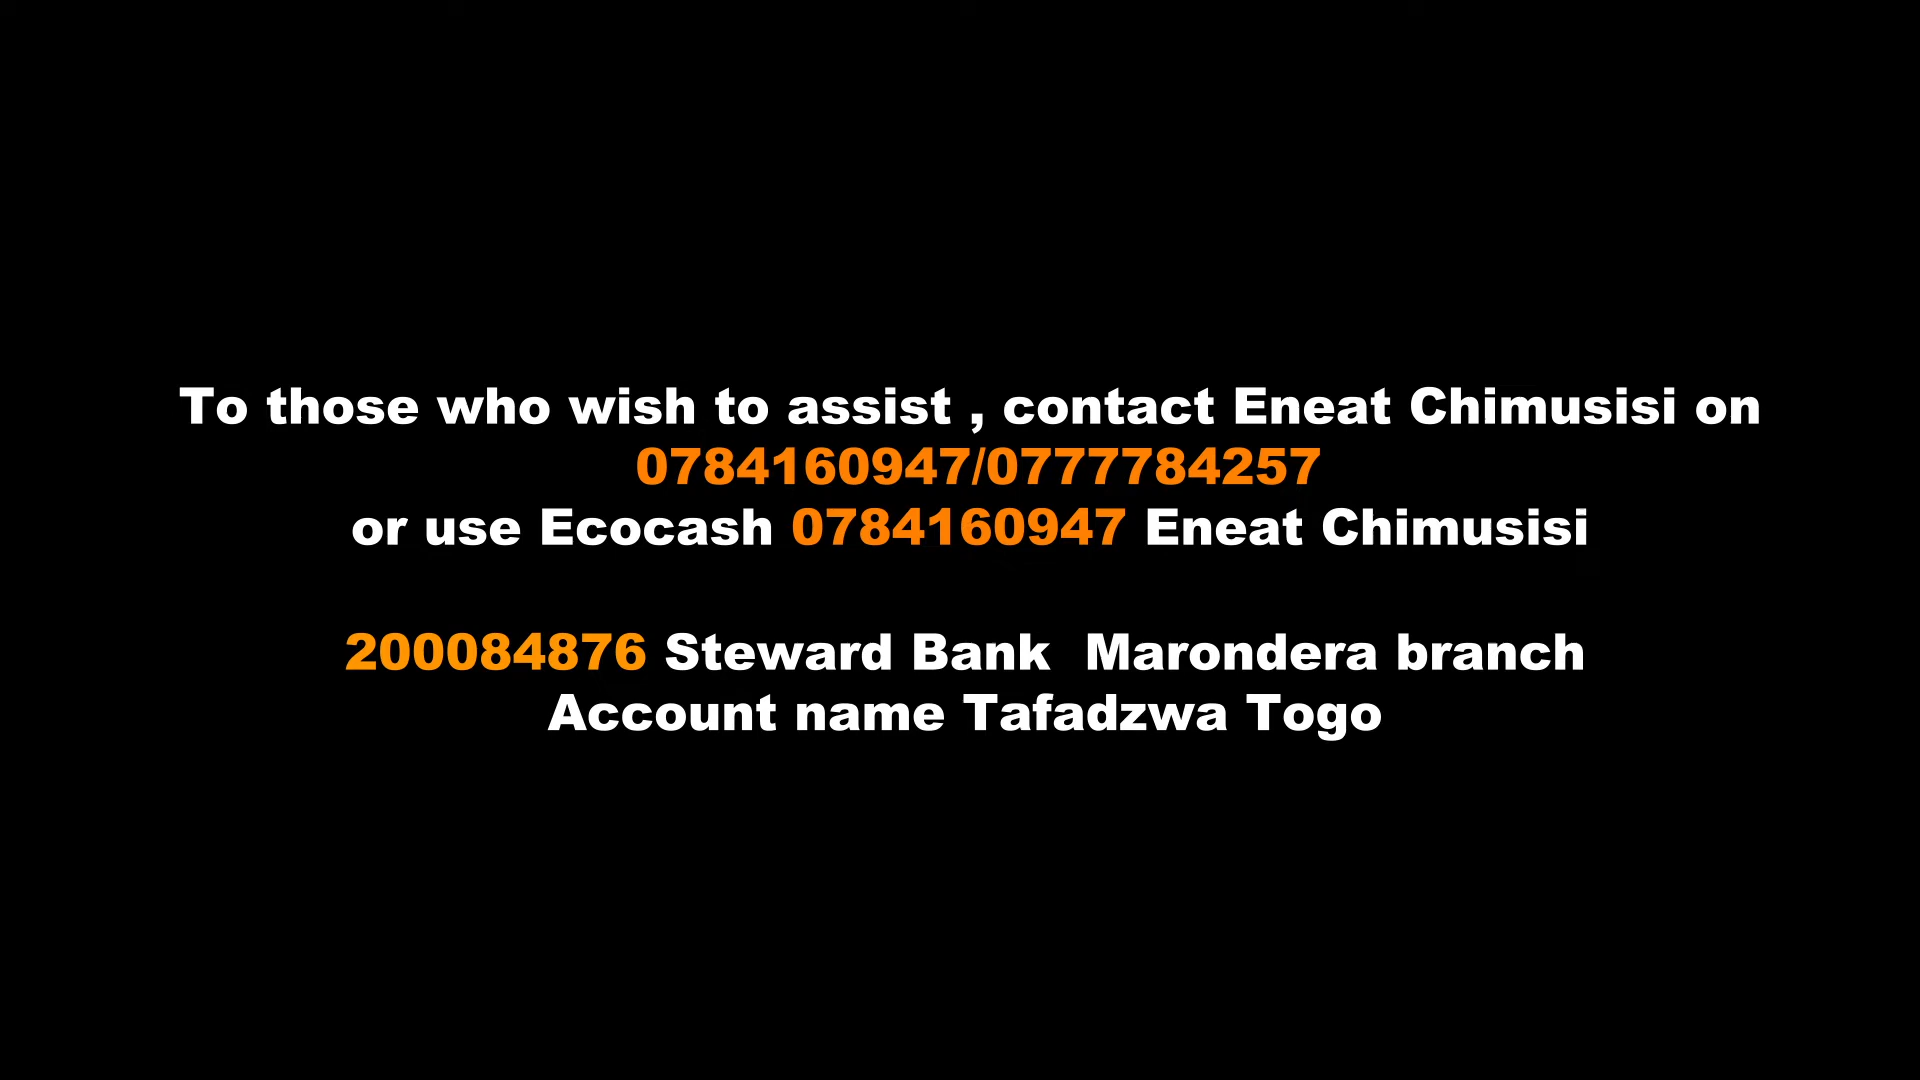 To those who wish to assist , contact Eneat Chimusisi on
0784160947/0777784257
or use Ecocash 0784160947 Eneat Chimusisi
200084876 Steward Bank  Marondera branch
Account name Tafadzwa Togo